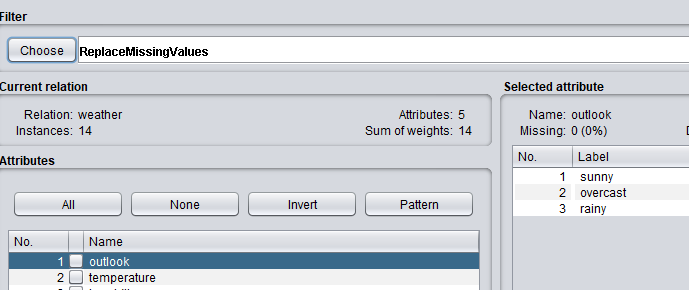 Filter
Choose ReplaceMissingValues
Current relation
Relation: weather Attributes: 5
Instances: 14 Sum of weights: 14
Attributes
All None Invert Pattern
No. Name
1 outlook
2 temperature
Selected attribute
Name: outlook
Missing: 0 (0%)
No. Label
1 sunny
2 overcast
3 rainy